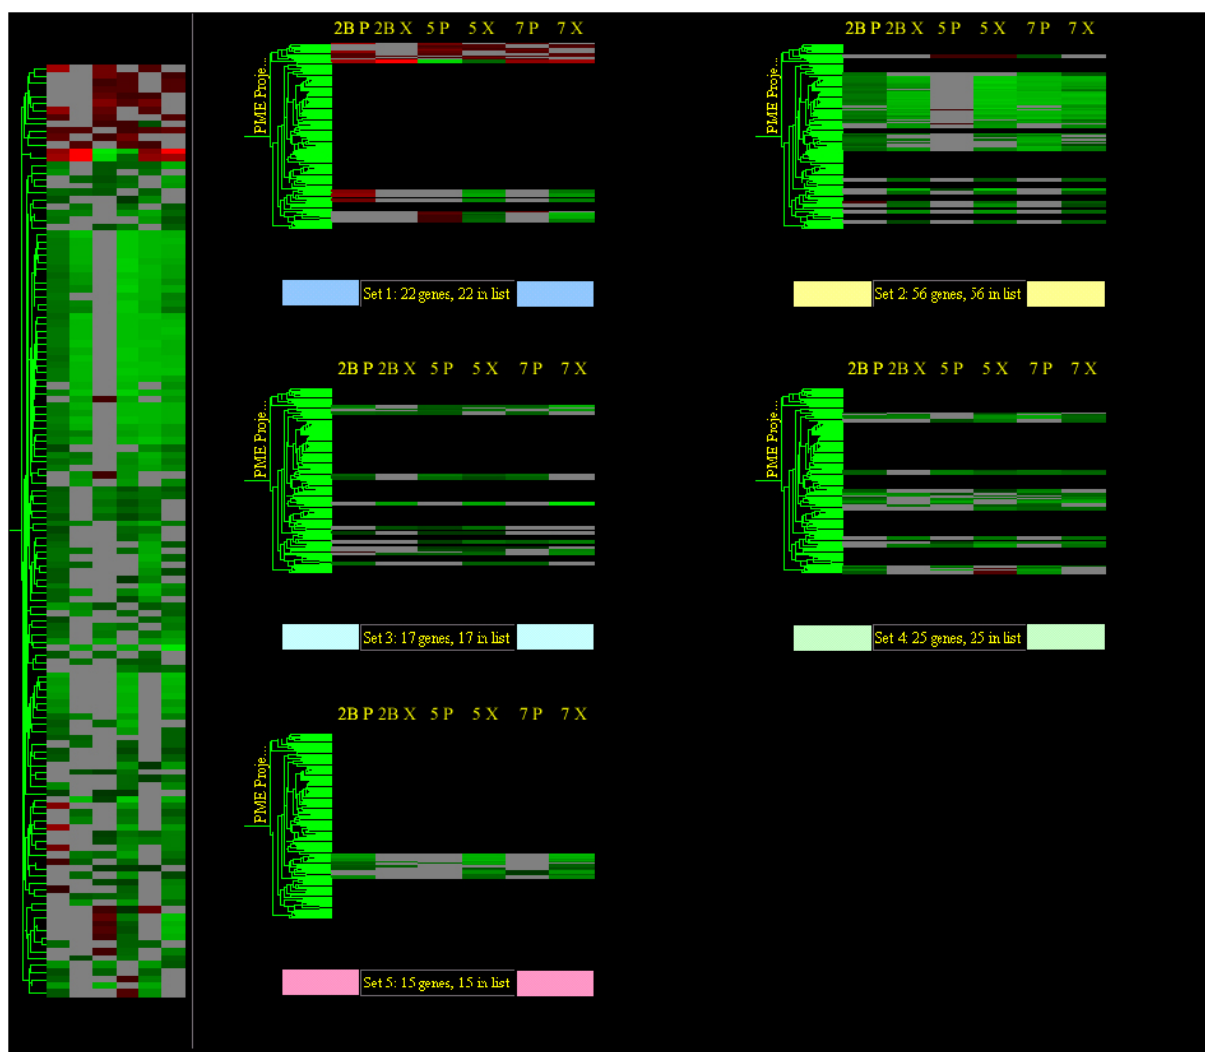 2B P 2B X 5 P 5 X 7 P 7 X
PME Proje...
Set 1: 22 genes, 22 in list
2B P 2B X 5 P 5 X 7 P 7 X
PME Proje...
Set 2: 56 genes, 56 in list
2B P 2B X 5 P 5 X 7 P 7 X
PME Proje...
Set 3: 17 genes, 17 in list
2B P 2B X 5 P 5 X 7 P 7 X
PME Proje...
Set 4: 25 genes, 25 in list
2B P 2B X 5 P 5 X 7 P 7 X
PME Proje...
Set 5: 15 genes, 15 in list